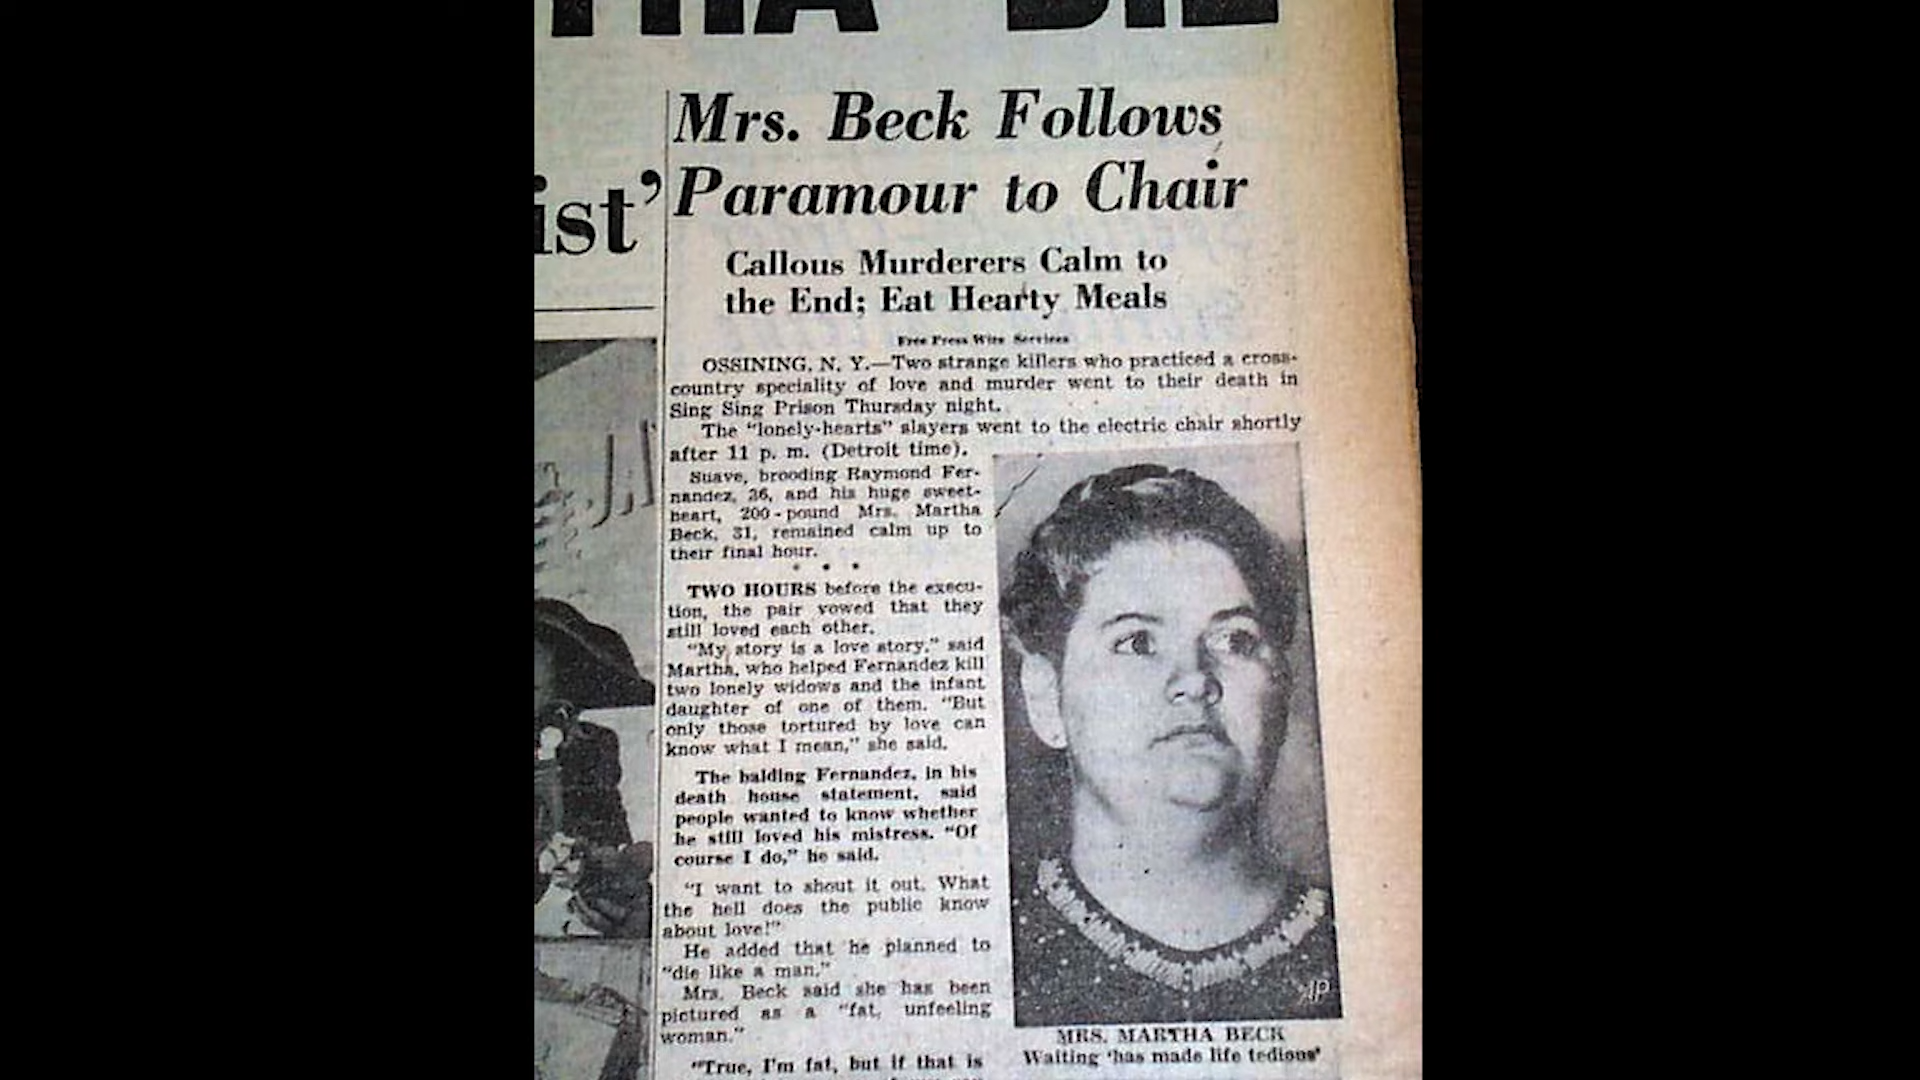 THA DIE
ist’
Mrs. Beck Follows
Paramour to Chair
Callous Murderers Calm to
the End; Eat Hearty Meals
Free Press Wire Services
OSSINING, N. Y.—Two strange killers who practiced a cross-
country speciality of love and murder went to their death in
Sing Sing Prison Thursday night.
The “lonely-hearts” slayers went to the electric chair shortly
after 11 p. m. (Detroit time).
Suave, brooding Raymond Fer-
nandez, 36, and his huge sweet-
heart, 200-pound Mrs. Martha
Beck, 31, remained calm up to
their final hour.
• • •
TWO HOURS before the execu-
tion, the pair vowed that they
still loved each other.
“My story is a love story,” said
Martha, who helped Fernandez kill
two lonely widows and the infant
daughter of one of them. “But
only those tortured by love can
know what I mean,” she said.
The balding Fernandez, in his
death house statement, said
people wanted to know whether
he still loved his mistress. “Of
course I do,” he said.
“I want to shout it out. What
the hell does the public know
about love!”
He added that he planned to
“die like a man.”
Mrs. Beck said she has been
pictured as a “fat, unfeeling
woman.”
“True, I’m fat, but if that is
AP
MRS. MARTHA BECK
Waiting ‘has made life tedious’